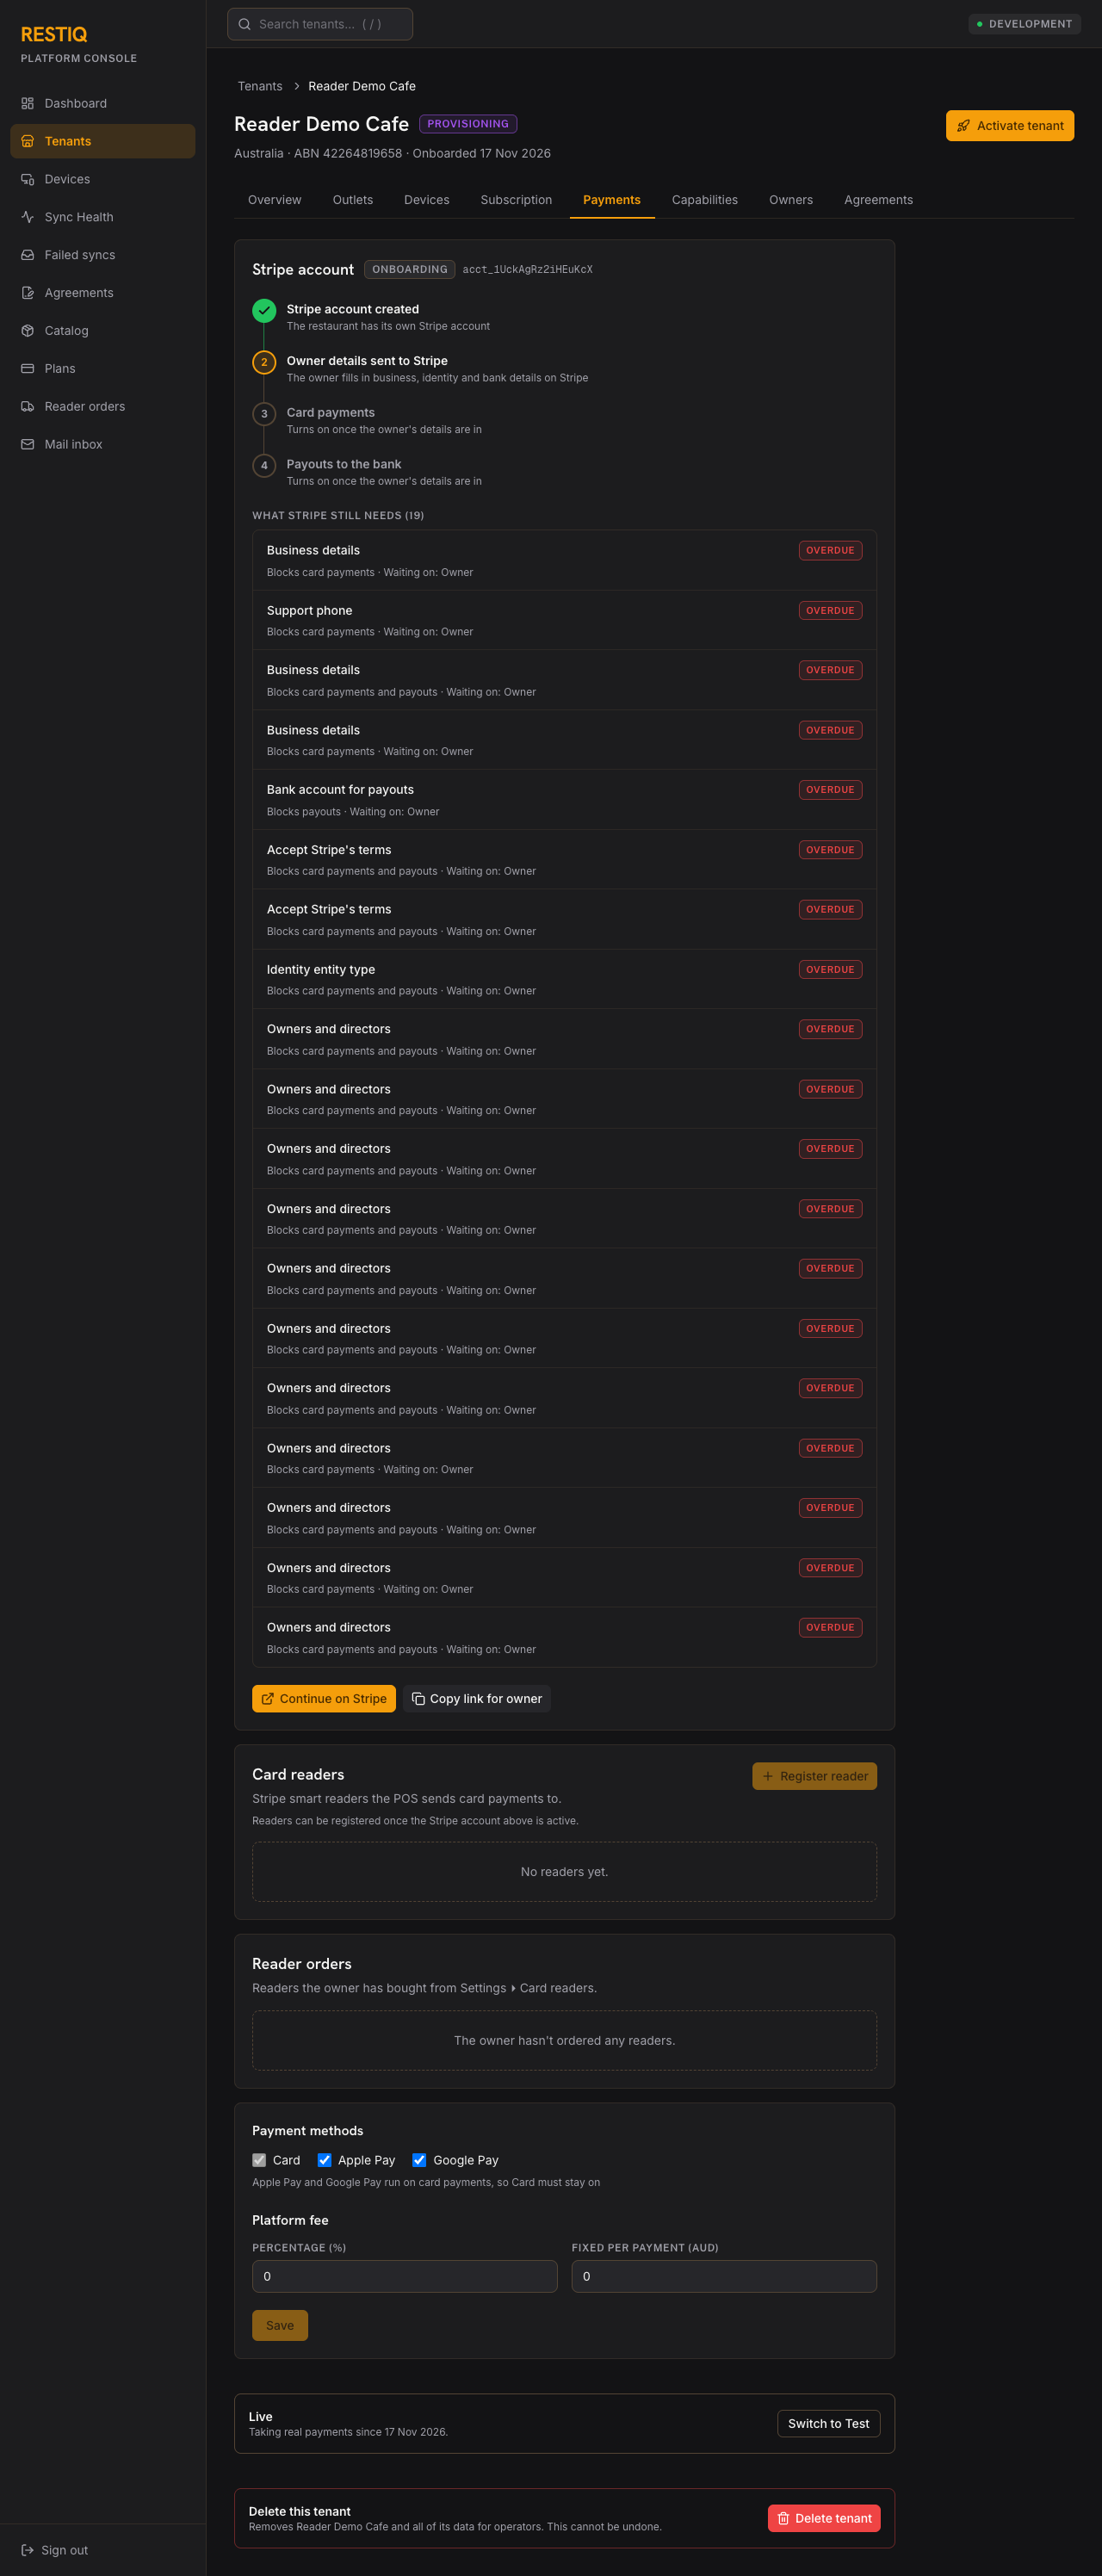 RESTIQ
PLATFORM CONSOLE
Dashboard
Tenants
Devices
Sync Health
Failed syncs
Agreements
Catalog
Plans
Reader orders
Mail inbox
Sign out
Search tenants... ( / )
DEVELOPMENT
Tenants > Reader Demo Cafe
Reader Demo Cafe PROVISIONING
Activate tenant
Australia · ABN 42264819658 · Onboarded 17 Nov 2026
Overview Outlets Devices Subscription Payments Capabilities Owners Agreements
Stripe account ONBOARDING acct_1UckAgRz2iHEuKcX
Stripe account created
The restaurant has its own Stripe account
2 Owner details sent to Stripe
The owner fills in business, identity and bank details on Stripe
3 Card payments
Turns on once the owner's details are in
4 Payouts to the bank
Turns on once the owner's details are in
WHAT STRIPE STILL NEEDS (19)
Business details OVERDUE
Blocks card payments · Waiting on: Owner
Support phone OVERDUE
Blocks card payments · Waiting on: Owner
Business details OVERDUE
Blocks card payments and payouts · Waiting on: Owner
Business details OVERDUE
Blocks card payments · Waiting on: Owner
Bank account for payouts OVERDUE
Blocks payouts · Waiting on: Owner
Accept Stripe's terms OVERDUE
Blocks card payments and payouts · Waiting on: Owner
Accept Stripe's terms OVERDUE
Blocks card payments and payouts · Waiting on: Owner
Identity entity type OVERDUE
Blocks card payments and payouts · Waiting on: Owner
Owners and directors OVERDUE
Blocks card payments and payouts · Waiting on: Owner
Owners and directors OVERDUE
Blocks card payments and payouts · Waiting on: Owner
Owners and directors OVERDUE
Blocks card payments and payouts · Waiting on: Owner
Owners and directors OVERDUE
Blocks card payments and payouts · Waiting on: Owner
Owners and directors OVERDUE
Blocks card payments and payouts · Waiting on: Owner
Owners and directors OVERDUE
Blocks card payments and payouts · Waiting on: Owner
Owners and directors OVERDUE
Blocks card payments and payouts · Waiting on: Owner
Owners and directors OVERDUE
Blocks card payments · Waiting on: Owner
Owners and directors OVERDUE
Blocks card payments and payouts · Waiting on: Owner
Owners and directors OVERDUE
Blocks card payments · Waiting on: Owner
Owners and directors OVERDUE
Blocks card payments and payouts · Waiting on: Owner
Continue on Stripe Copy link for owner
Card readers
Register reader
Stripe smart readers the POS sends card payments to.
Readers can be registered once the Stripe account above is active.
No readers yet.
Reader orders
Readers the owner has bought from Settings ▸ Card readers.
The owner hasn't ordered any readers.
Payment methods
Card Apple Pay Google Pay
Apple Pay and Google Pay run on card payments, so Card must stay on
Platform fee
PERCENTAGE (%) FIXED PER PAYMENT (AUD)
0 0
Save
Live
Taking real payments since 17 Nov 2026.
Switch to Test
Delete this tenant
Removes Reader Demo Cafe and all of its data for operators. This cannot be undone.
Delete tenant